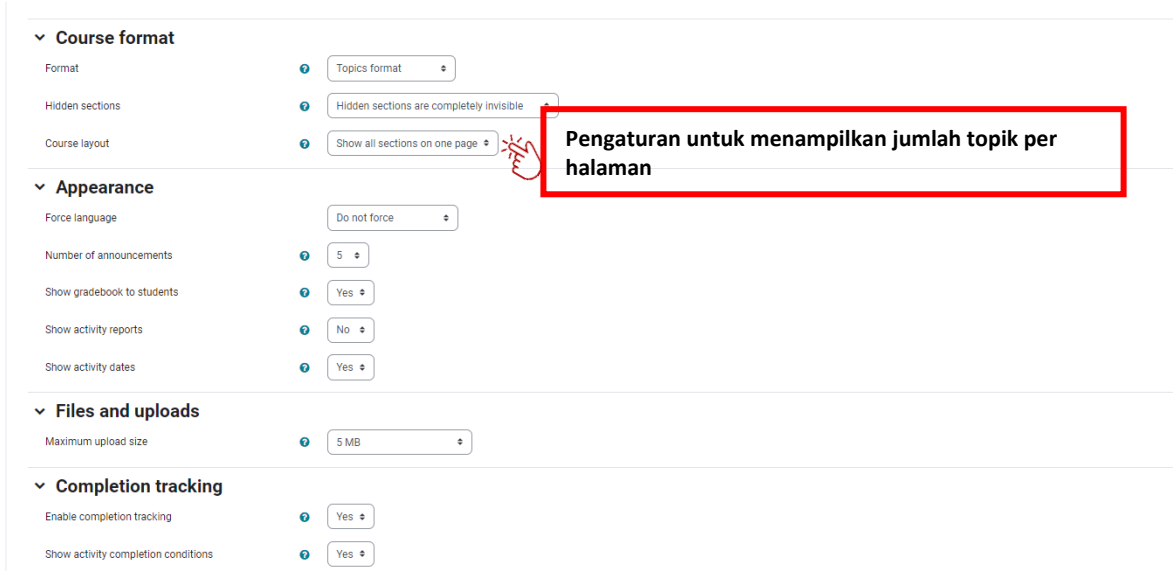 Course format
Format Topics format
Hidden sections Hidden sections are completely invisible
Course layout Show all sections on one page
Pengaturan untuk menampilkan jumlah topik per
halaman
Appearance
Force language Do not force
Number of announcements 5
Show gradebook to students Yes
Show activity reports No
Show activity dates Yes
Files and uploads
Maximum upload size 5 MB
Completion tracking
Enable completion tracking Yes
Show activity completion conditions Yes